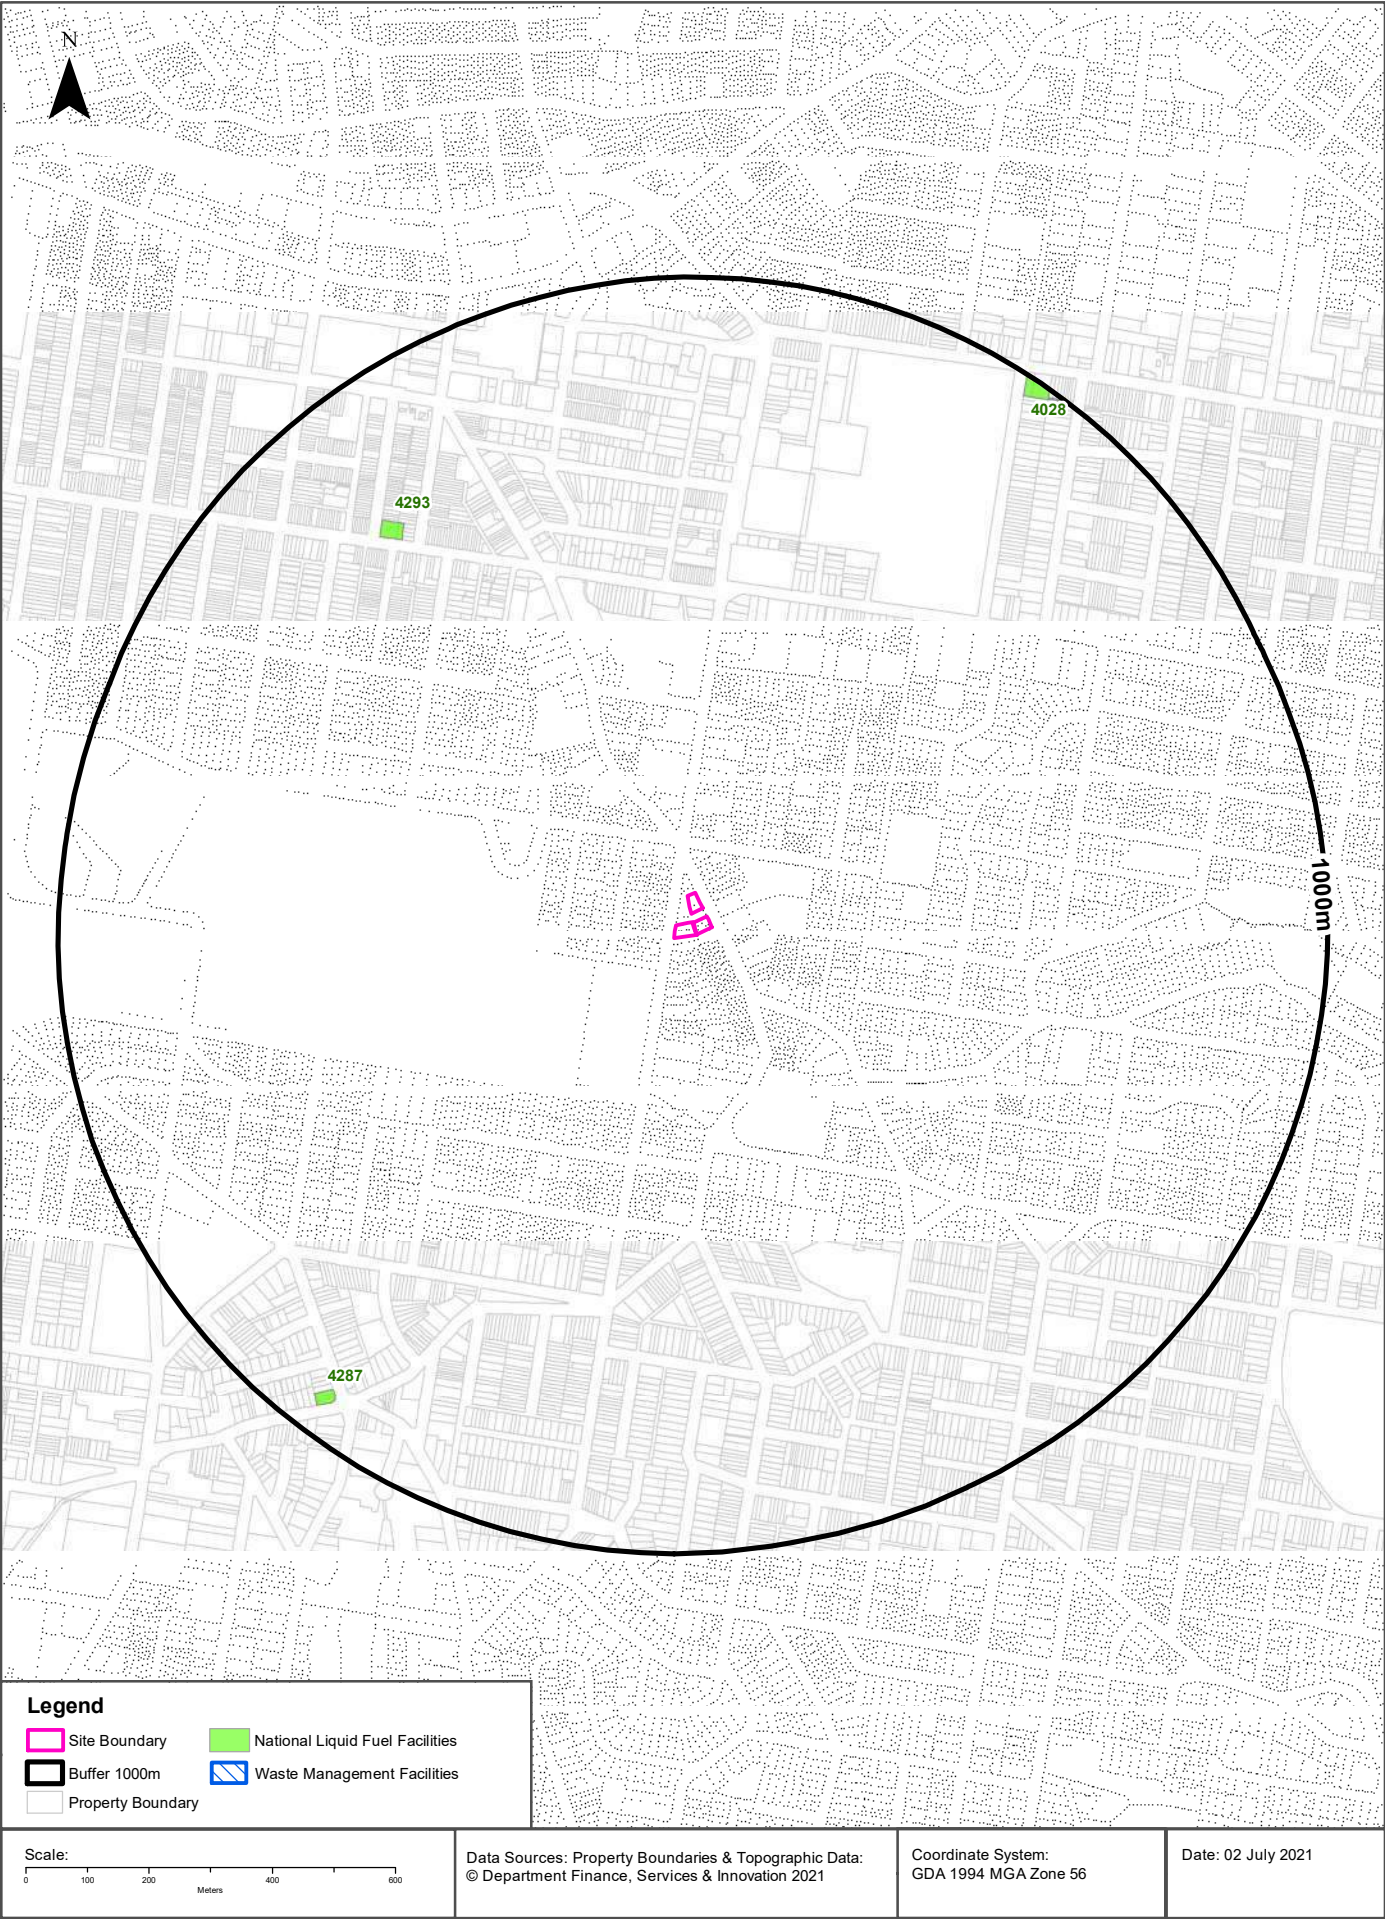 N
4028
4293
1000m
4287
Legend
Site Boundary
National Liquid Fuel Facilities
Buffer 1000m
Waste Management Facilities
Property Boundary
Scale:
0 100 200 400 600
Meters
Data Sources: Property Boundaries & Topographic Data:
© Department Finance, Services & Innovation 2021
Coordinate System:
GDA 1994 MGA Zone 56
Date: 02 July 2021